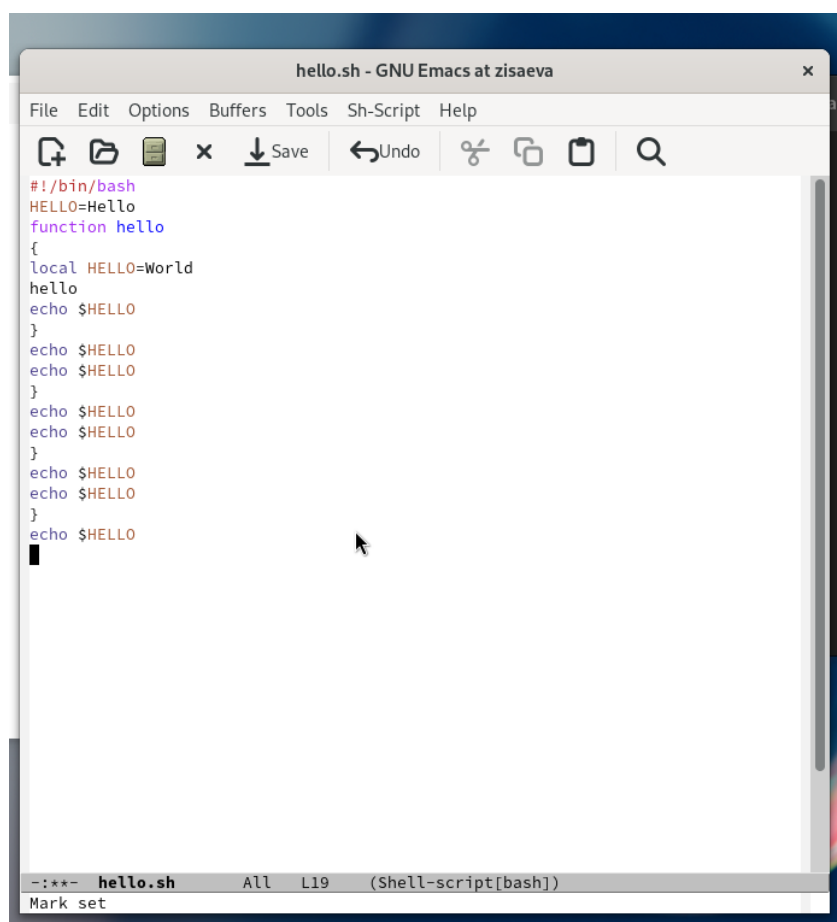 hello.sh - GNU Emacs at zisaeva ×
File Edit Options Buffers Tools Sh-Script Help
Save Undo
#!/bin/bash
HELLO=Hello
function hello
{
local HELLO=World
hello
echo $HELLO
}
echo $HELLO
echo $HELLO
}
echo $HELLO
echo $HELLO
}
echo $HELLO
echo $HELLO
}
echo $HELLO
-:**- hello.sh All L19 (Shell-script[bash])
Mark set